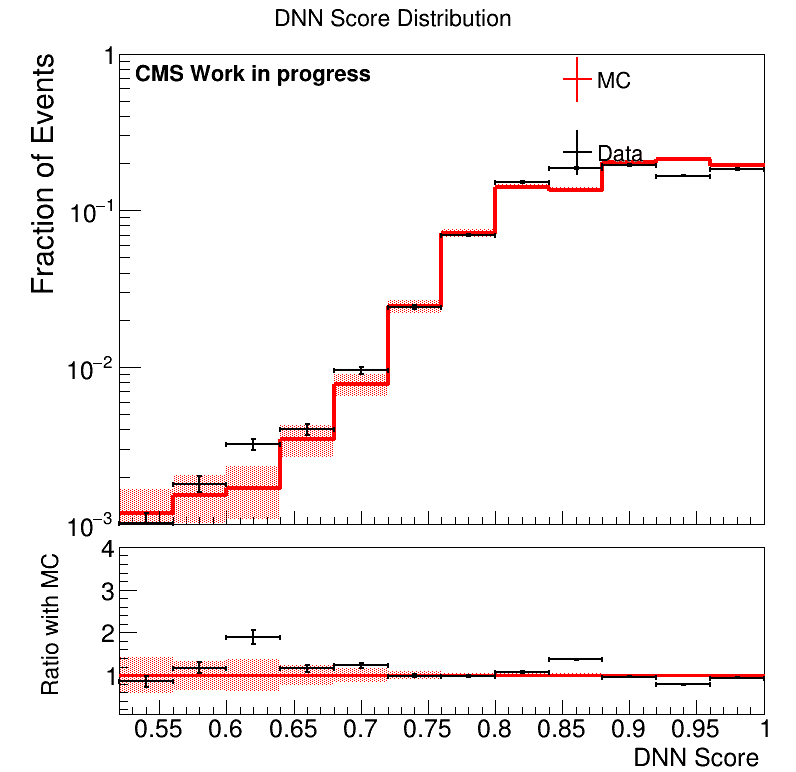 DNN Score Distribution
CMS Work in progress
MC
Data
Fraction of Events
1
10⁻¹
10⁻²
10⁻³
Ratio with MC
4
3
2
1
0.55 0.6 0.65 0.7 0.75 0.8 0.85 0.9 0.95 1
DNN Score